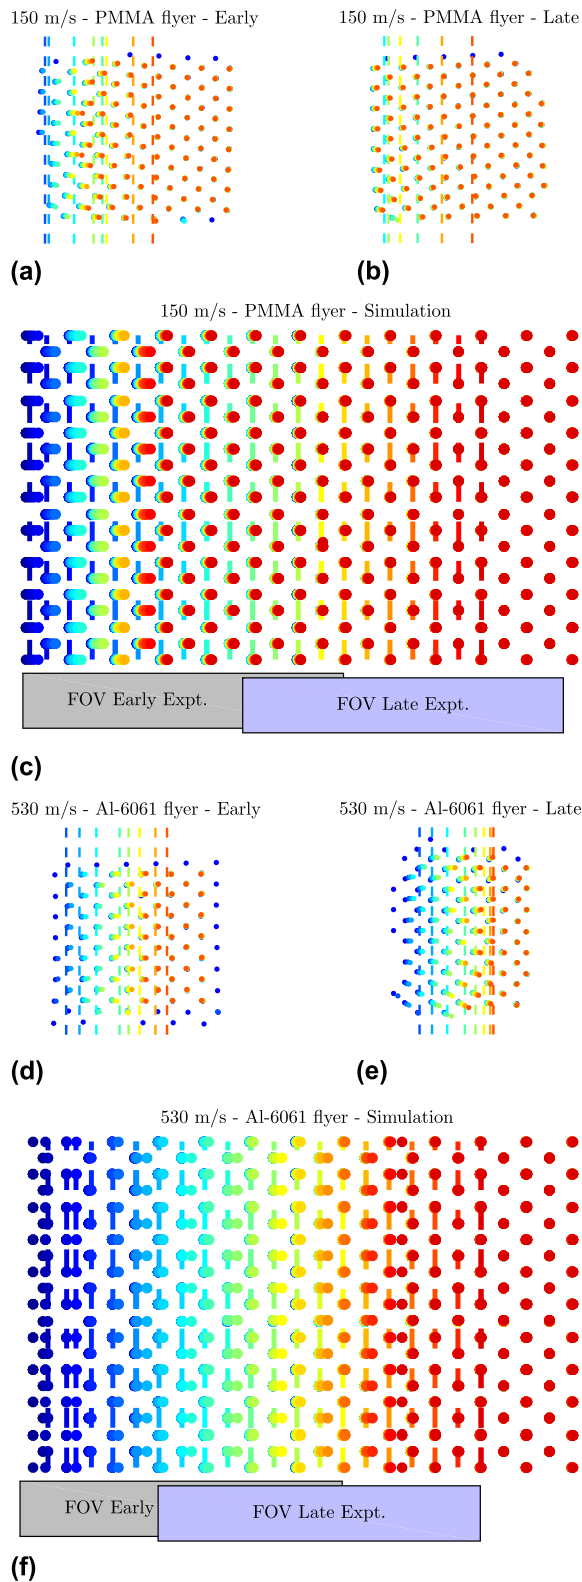 150 m/s - PMMA flyer - Early
150 m/s - PMMA flyer - Late
(a)
(b)
150 m/s - PMMA flyer - Simulation
FOV Early Expt.
FOV Late Expt.
(c)
530 m/s - Al-6061 flyer - Early
530 m/s - Al-6061 flyer - Late
(d)
(e)
530 m/s - Al-6061 flyer - Simulation
FOV Early
FOV Late Expt.
(f)